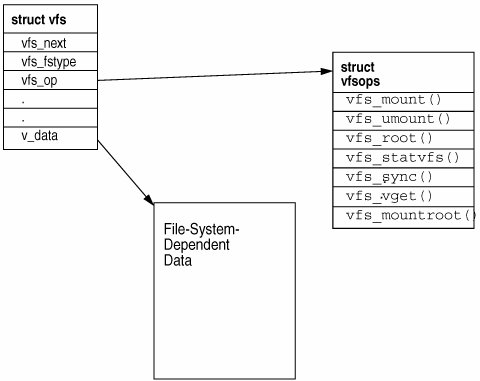 struct vfs
vfs_next
vfs_fstype
vfs_op
.
.
v_data
struct
vfsops
vfs_mount()
vfs_umount()
vfs_root()
vfs_statvfs()
vfs_sync()
vfs_vget()
vfs_mountroot()
File-System-
Dependent
Data